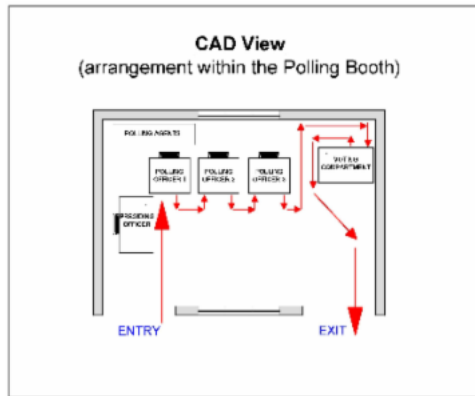 CAD View
(arrangement within the Polling Booth)
POLLING AGENTS
POLLING
OFFICER 1
POLLING
OFFICER 2
POLLING
OFFICER 3
VOTING
COMPARTMENT
PRESIDING
OFFICER
ENTRY
EXIT